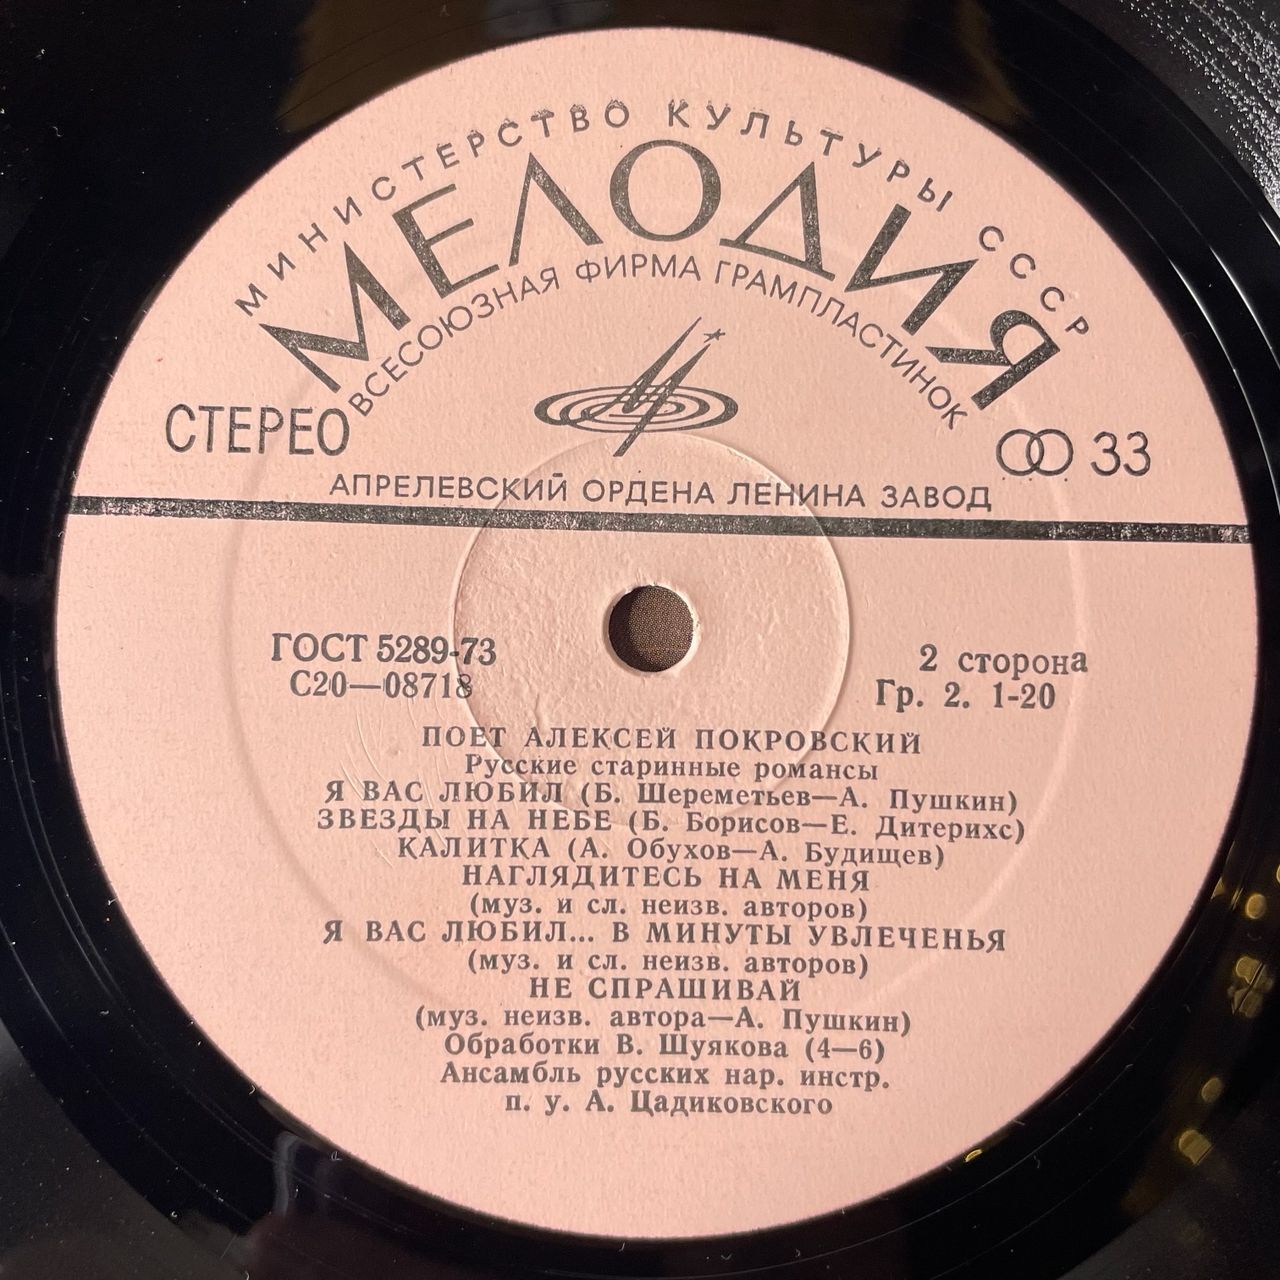 МИНИСТЕРСТВО КУЛЬТУРЫ СССР
МЕЛОДИЯ
ВСЕСОЮЗНАЯ ФИРМА ГРАМПЛАСТИНОК
СТЕРЕО
33
АПРЕЛЕВСКИЙ ОРДЕНА ЛЕНИНА ЗАВОД
ГОСТ 5289-73
С20—08718
2 сторона
Гр. 2. 1-20
ПОЕТ АЛЕКСЕЙ ПОКРОВСКИЙ
Русские старинные романсы
Я ВАС ЛЮБИЛ (Б. Шереметьев—А. Пушкин)
ЗВЕЗДЫ НА НЕБЕ (Б. Борисов—Е. Дитерихс)
КАЛИТКА (А. Обухов—А. Будищев)
НАГЛЯДИТЕСЬ НА МЕНЯ
(муз. и сл. неизв. авторов)
Я ВАС ЛЮБИЛ... В МИНУТЫ УВЛЕЧЕНЬЯ
(муз. и сл. неизв. авторов)
НЕ СПРАШИВАЙ
(муз. неизв. автора—А. Пушкин)
Обработки В. Шуякова (4—6)
Ансамбль русских нар. инстр.
п. у. А. Цадиковского